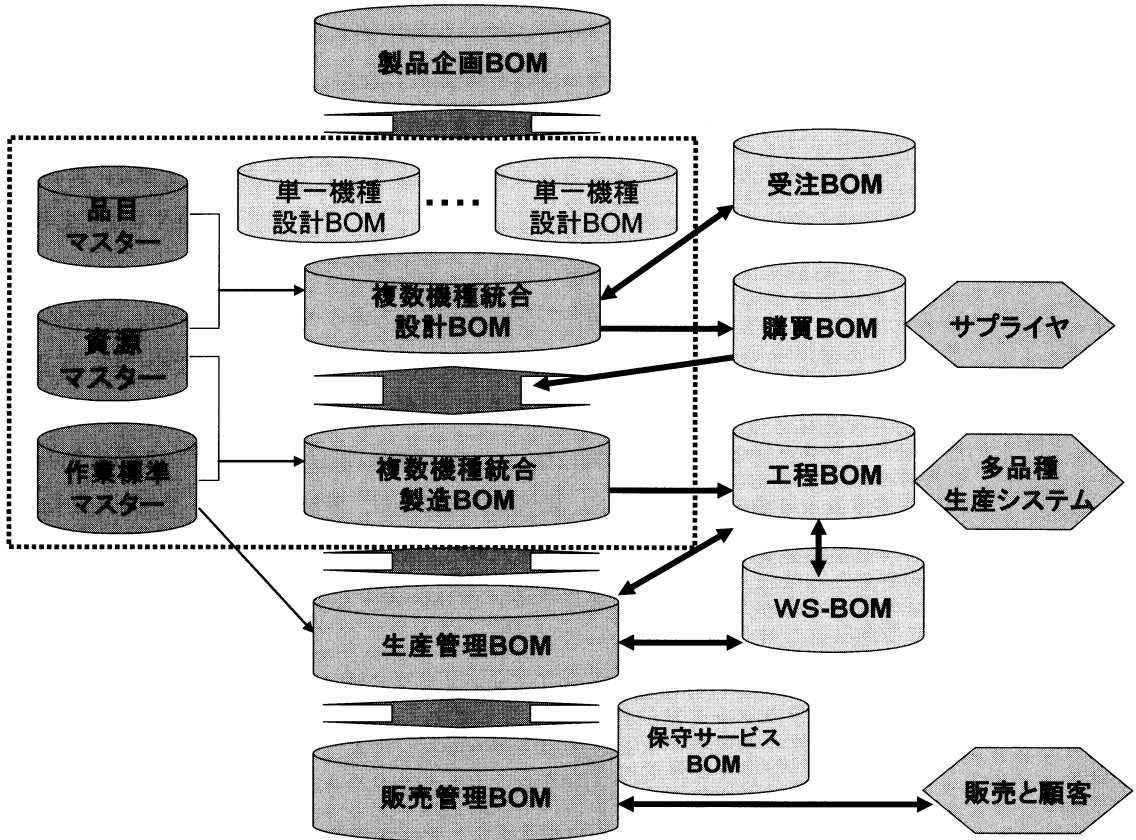 製品企画BOM
品目
マスター
単一機種
設計BOM
････
単一機種
設計BOM
受注BOM
複数機種統合
設計BOM
購買BOM
サプライヤ
資源
マスター
作業標準
マスター
複数機種統合
製造BOM
工程BOM
多品種
生産システム
WS-BOM
生産管理BOM
保守サービス
BOM
販売管理BOM
販売と顧客